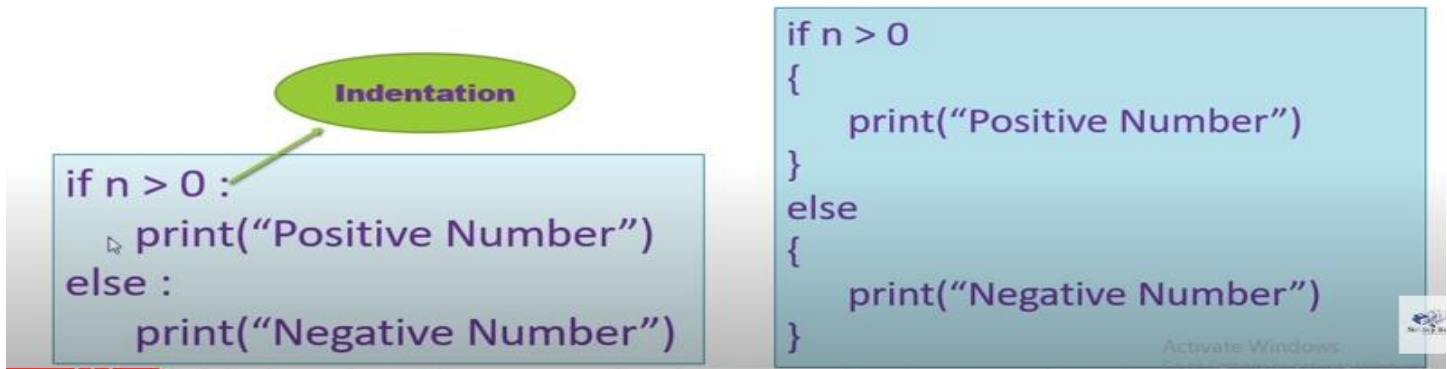 Indentation
if n > 0 :
print(“Positive Number”)
else :
print(“Negative Number”)
if n > 0
{
print(“Positive Number”)
}
else
{
print(“Negative Number”)
}
Activate Windows